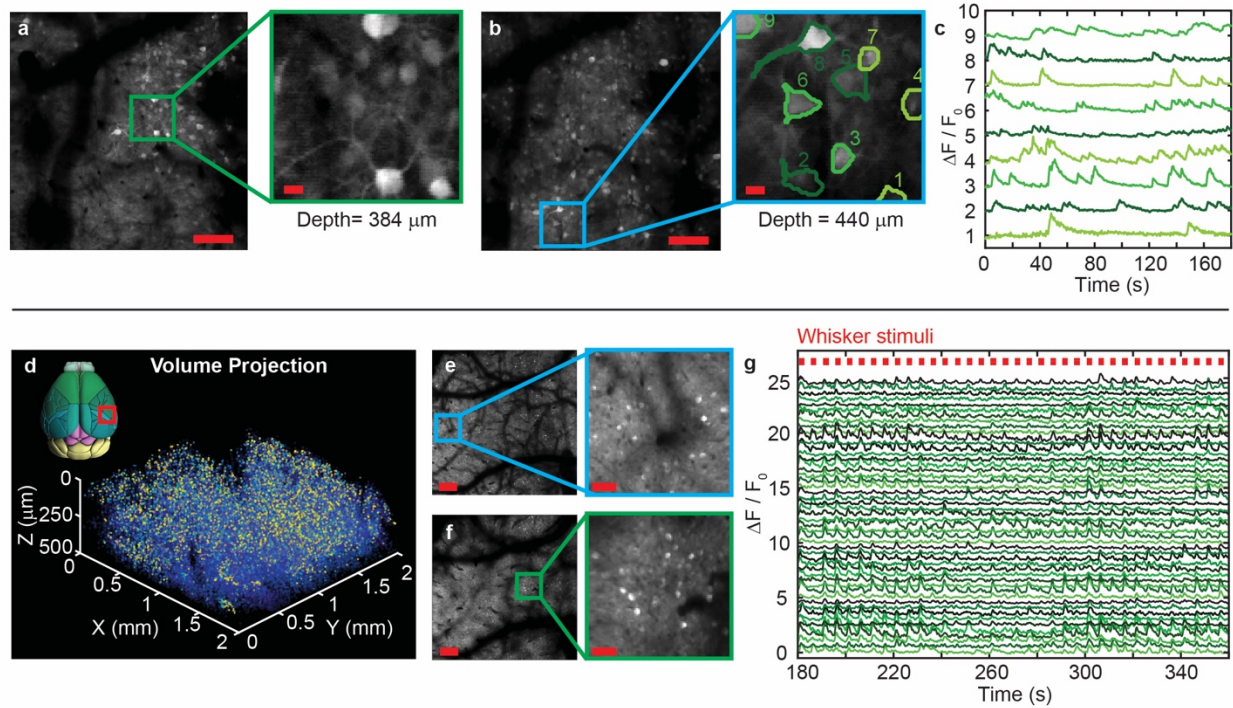 a
Depth= 384 μm
b
9
8
5
7
4
6
3
2
1
Depth = 440 μm
c
10
9
8
7
6
5
4
3
2
1
ΔF / F0
0
40
80
120
160
Time (s)
d
Volume Projection
0
250
500
Z (μm)
0
0.5
1
1.5
2
X (mm)
0
0.5
1
1.5
2
Y (mm)
e
f
Whisker stimuli
g
25
20
15
10
5
0
ΔF / F0
180
220
260
300
340
Time (s)